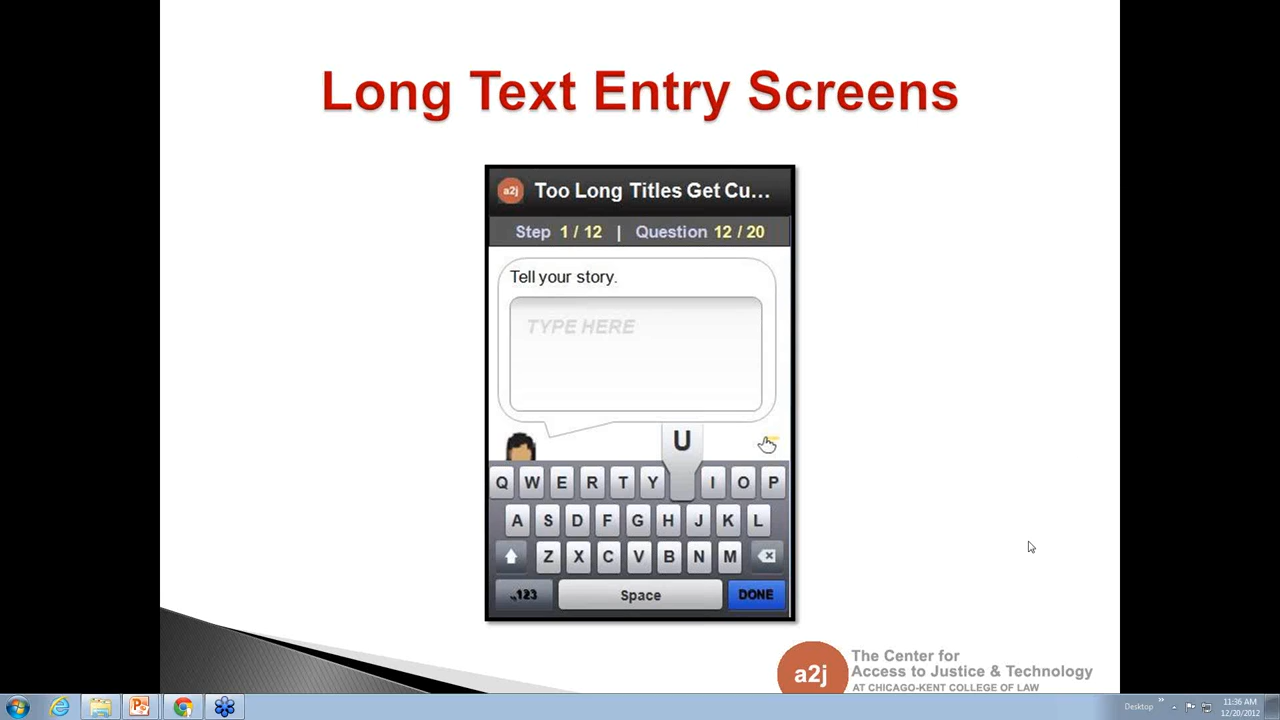 Long Text Entry Screens
a2j Too Long Titles Get Cu...
Step 1 / 12 | Question 12 / 20
Tell your story.
TYPE HERE
U
Q W E R T Y I O P
A S D F G H J K L
Z X C V B N M
.,123 Space DONE
a2j
The Center for
Access to Justice & Technology
AT CHICAGO-KENT COLLEGE OF LAW
Desktop
11:36 AM
12/20/2012